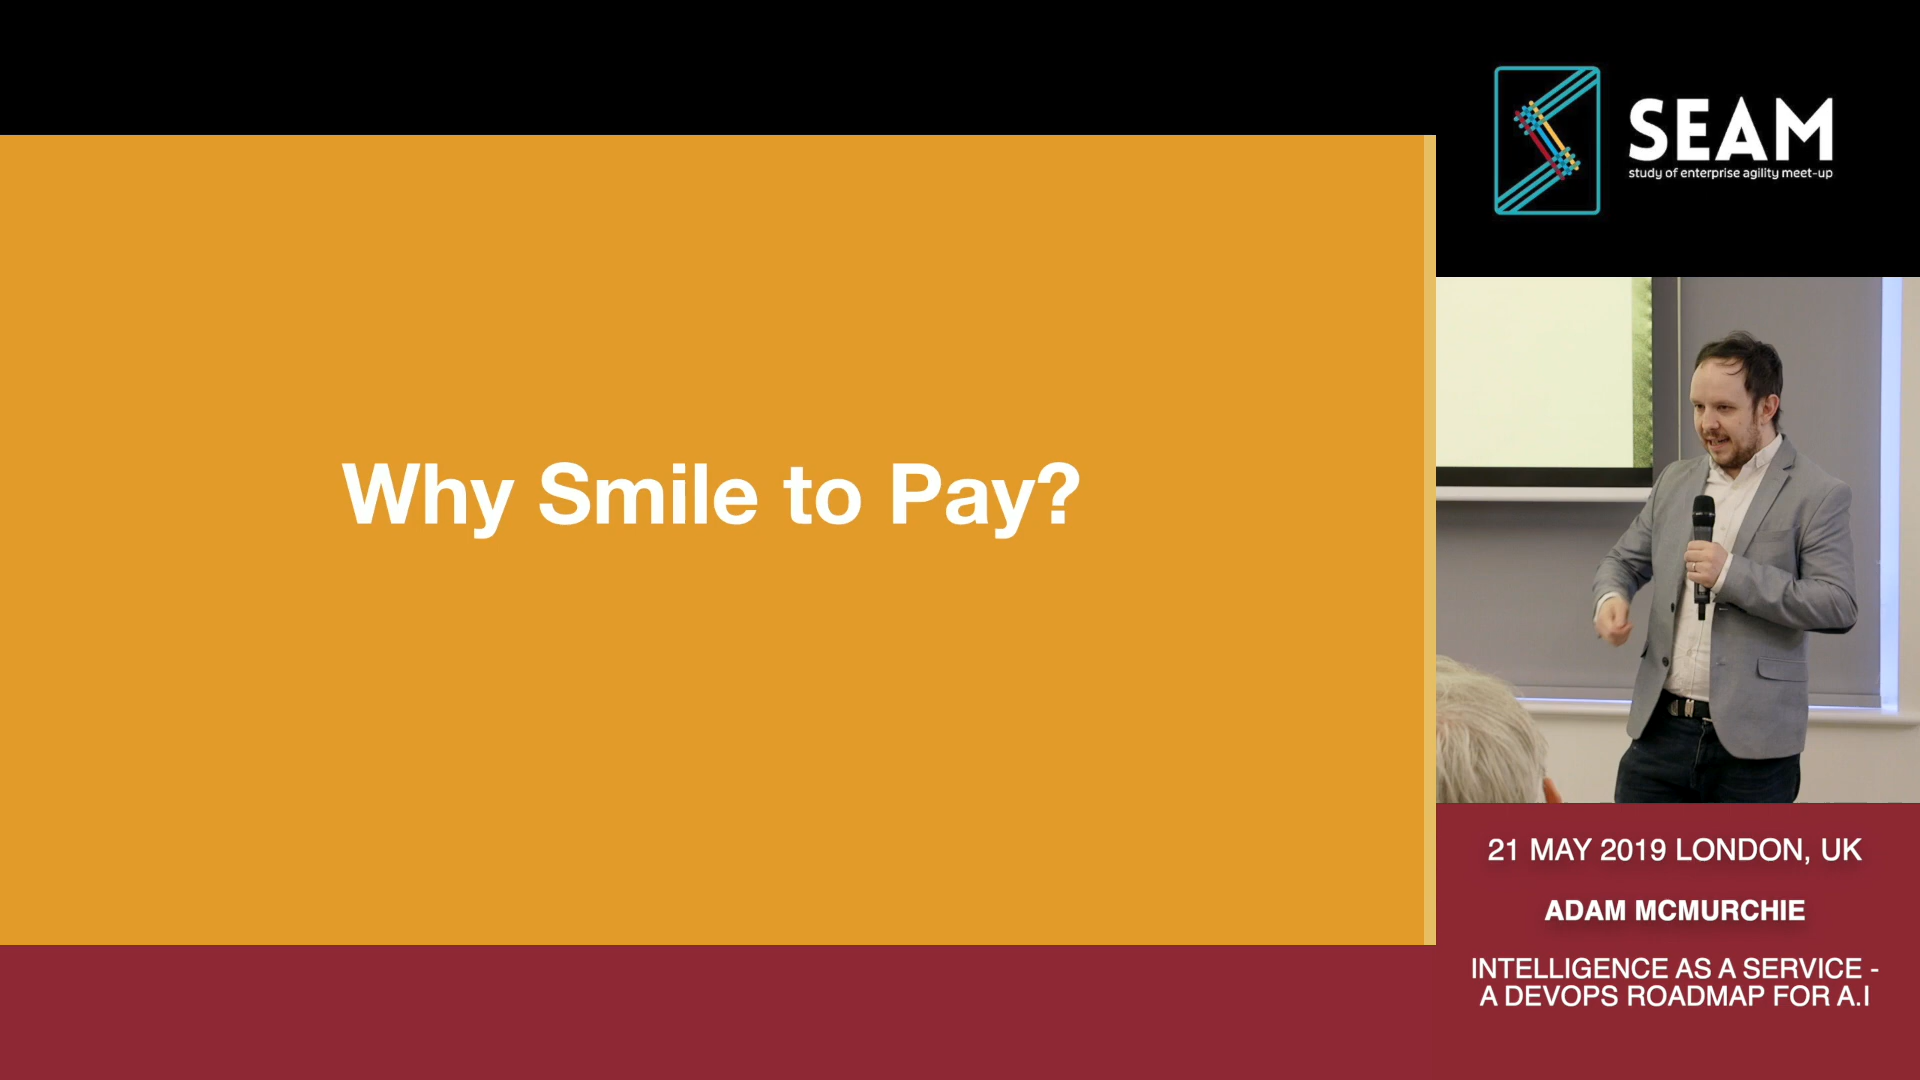 Why Smile to Pay?
SEAM
study of enterprise agility meet-up
21 MAY 2019 LONDON, UK
ADAM MCMURCHIE
INTELLIGENCE AS A SERVICE -
A DEVOPS ROADMAP FOR A.I